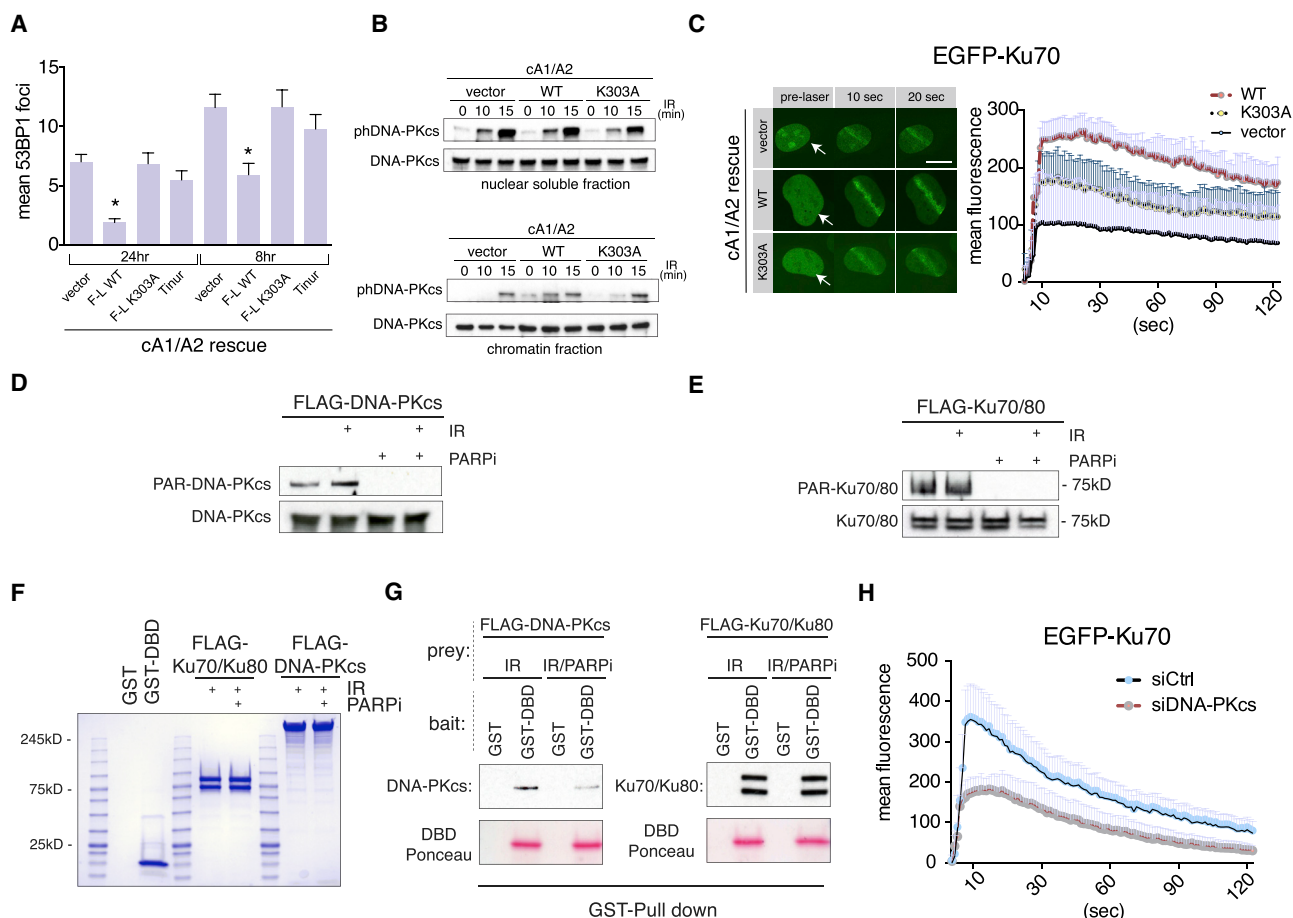 A
15
10
5
0
mean 53BP1 foci
*
*
24hr
8hr
vector
F-L WT
F-L K303A
Tinur
vector
F-L WT
F-L K303A
Tinur
cA1/A2 rescue
B
cA1/A2
vector WT K303A
0 10 15 0 10 15 0 10 15 IR (min)
phDNA-PKcs
DNA-PKcs
nuclear soluble fraction
cA1/A2
vector WT K303A
0 10 15 0 10 15 0 10 15 IR (min)
phDNA-PKcs
DNA-PKcs
chromatin fraction
C
EGFP-Ku70
pre-laser 10 sec 20 sec
cA1/A2 rescue
vector
WT
K303A
WT
K303A
vector
mean fluorescence
300
200
100
0
10 30 60 90 120
(sec)
D
FLAG-DNA-PKcs
+ + IR
+ + PARPi
PAR-DNA-PKcs
DNA-PKcs
E
FLAG-Ku70/80
+ + IR
+ + PARPi
PAR-Ku70/80 - 75kD
Ku70/80 - 75kD
F
GST
GST-DBD
FLAG-Ku70/Ku80
FLAG-DNA-PKcs
+ + + + IR
+ + PARPi
245kD -
75kD -
25kD -
G
prey:
FLAG-DNA-PKcs
FLAG-Ku70/Ku80
IR IR/PARPi
IR IR/PARPi
bait:
GST
GST-DBD
GST
GST-DBD
GST
GST-DBD
GST
GST-DBD
DNA-PKcs:
Ku70/Ku80:
DBD Ponceau
DBD Ponceau
GST-Pull down
H
EGFP-Ku70
siCtrl
siDNA-PKcs
mean fluorescence
500
400
300
200
100
0
10 30 60 90 120
(sec)